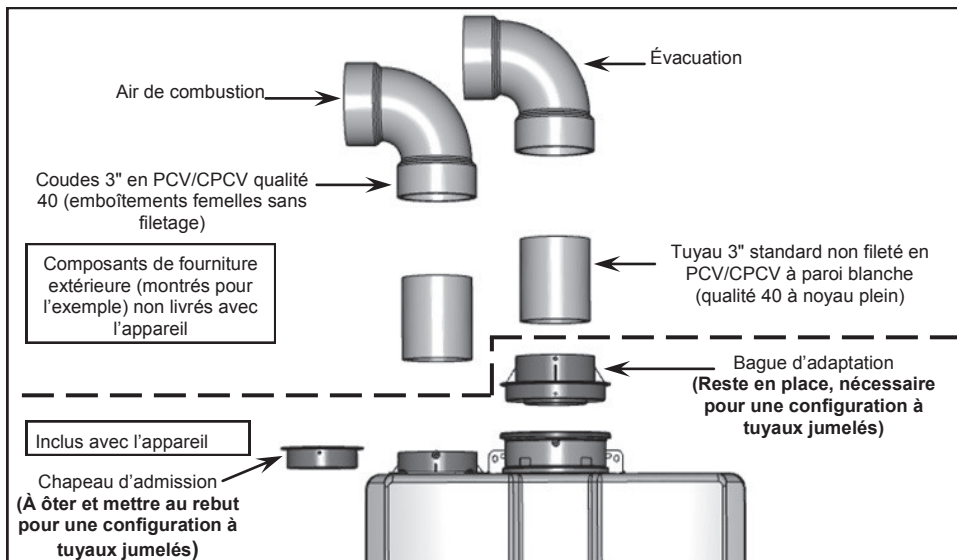 Évacuation
Air de combustion
Coudes 3" en PCV/CPCV qualité
40 (emboîtements femelles sans
filetage)
Tuyau 3" standard non fileté en
PCV/CPCV à paroi blanche
(qualité 40 à noyau plein)
Composants de fourniture
extérieure (montrés pour
l'exemple) non livrés avec
l'appareil
Bague d'adaptation
(Reste en place, nécessaire
pour une configuration à
tuyaux jumelés)
Inclus avec l'appareil
Chapeau d'admission
(À ôter et mettre au rebut
pour une configuration à
tuyaux jumelés)